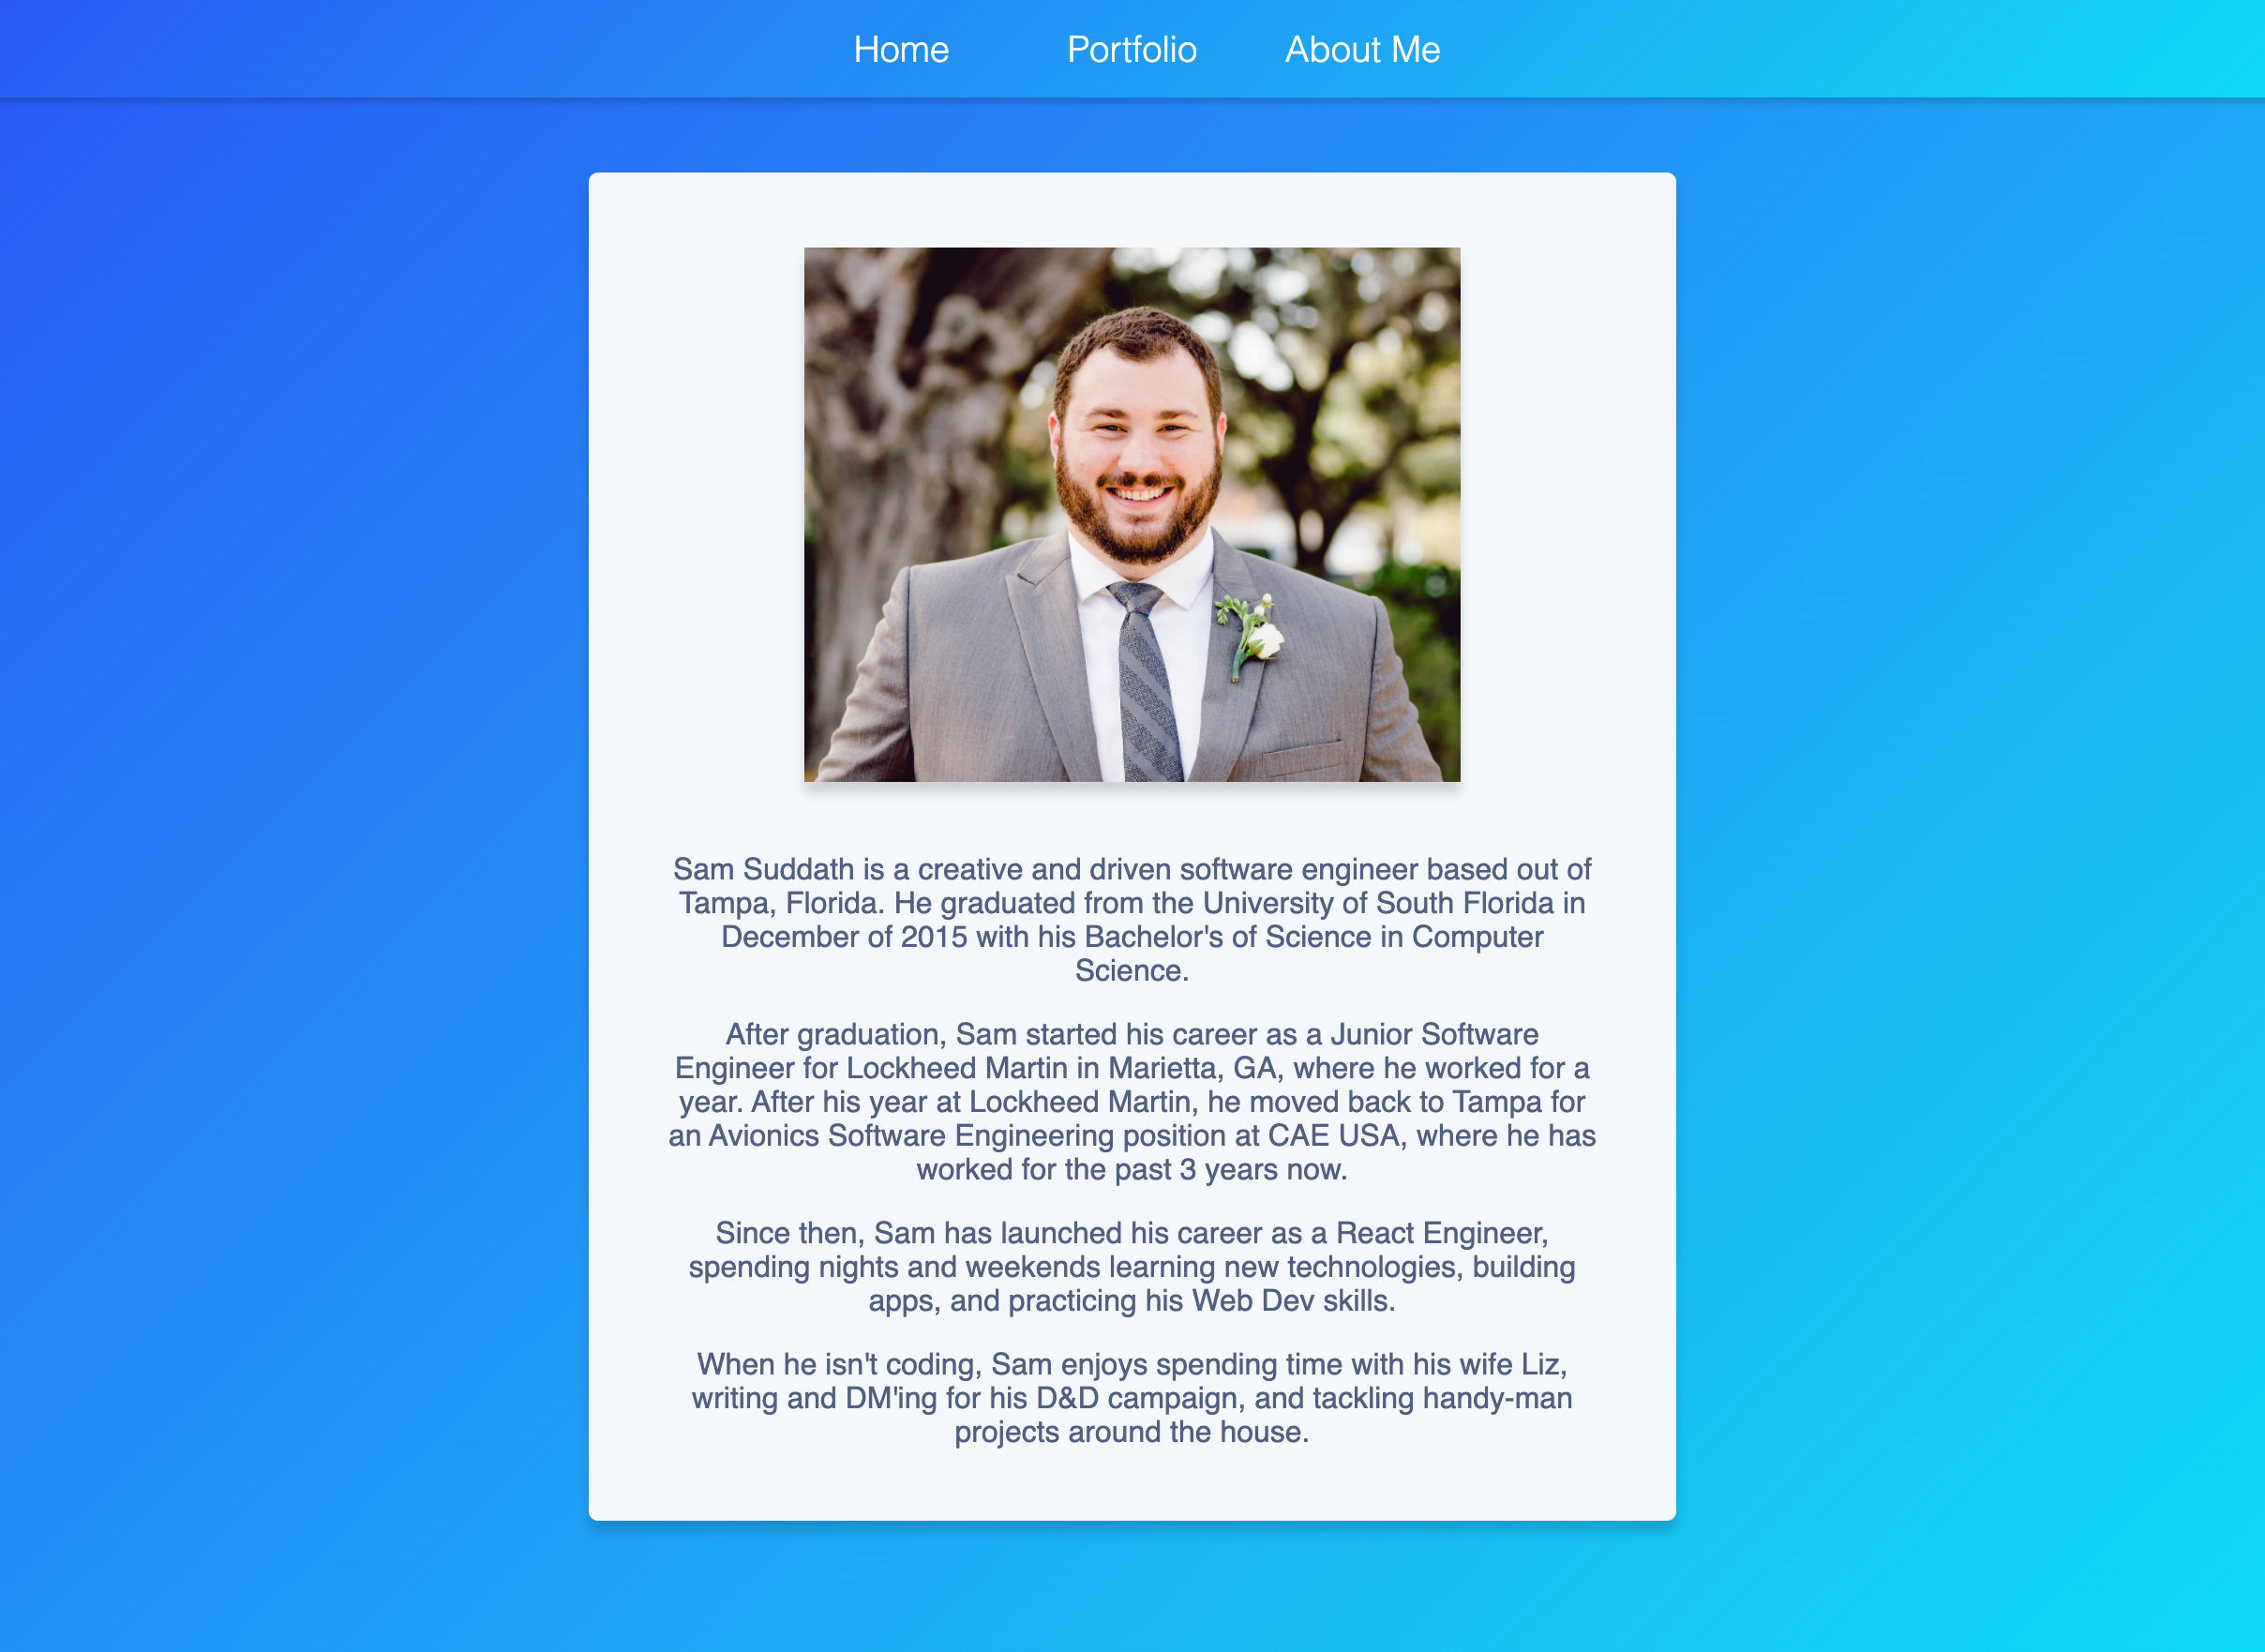 Home Portfolio About Me
Sam Suddath is a creative and driven software engineer based out of
Tampa, Florida. He graduated from the University of South Florida in
December of 2015 with his Bachelor's of Science in Computer
Science.
After graduation, Sam started his career as a Junior Software
Engineer for Lockheed Martin in Marietta, GA, where he worked for a
year. After his year at Lockheed Martin, he moved back to Tampa for
an Avionics Software Engineering position at CAE USA, where he has
worked for the past 3 years now.
Since then, Sam has launched his career as a React Engineer,
spending nights and weekends learning new technologies, building
apps, and practicing his Web Dev skills.
When he isn't coding, Sam enjoys spending time with his wife Liz,
writing and DM'ing for his D&D campaign, and tackling handy-man
projects around the house.